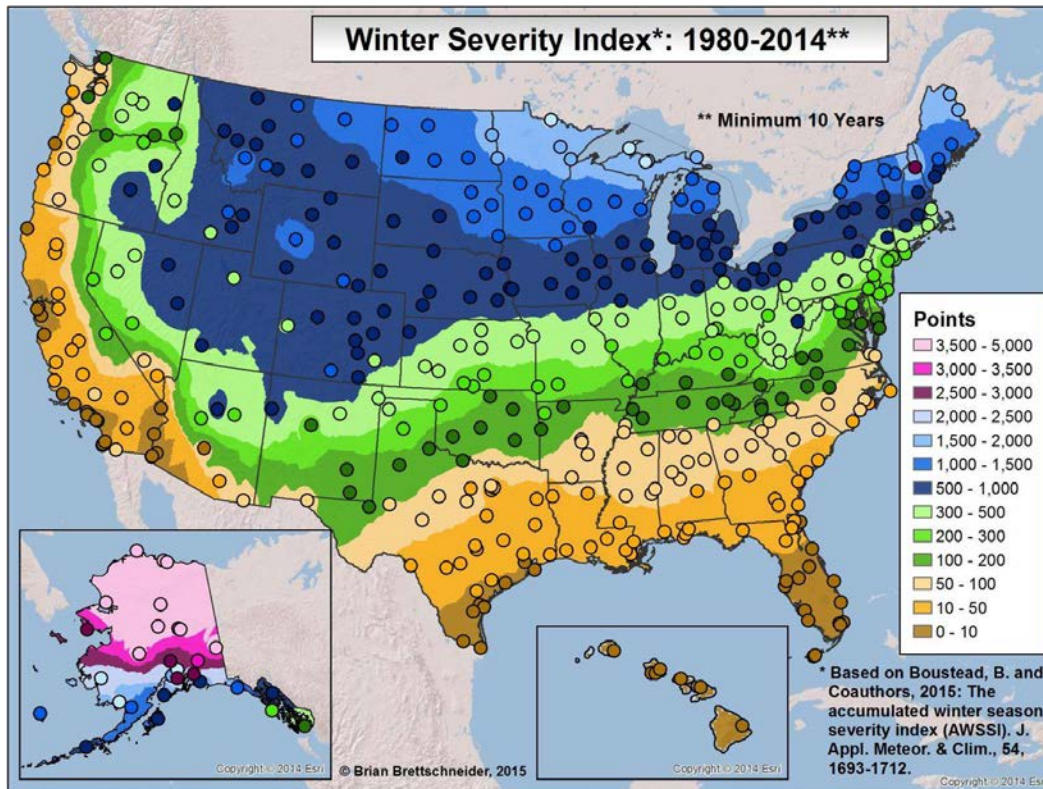 Winter Severity Index*: 1980-2014**
** Minimum 10 Years
Points
3,500 - 5,000
3,000 - 3,500
2,500 - 3,000
2,000 - 2,500
1,500 - 2,000
1,000 - 1,500
500 - 1,000
300 - 500
200 - 300
100 - 200
50 - 100
10 - 50
0 - 10
* Based on Boustead, B. and
Coauthors, 2015: The
accumulated winter season
severity index (AWSSI). J.
Appl. Meteor. & Clim., 54,
1693-1712.
Copyright © 2014 Esri
© Brian Brettschneider, 2015
Copyright © 2014 Esri
Copyright © 2014 Esri